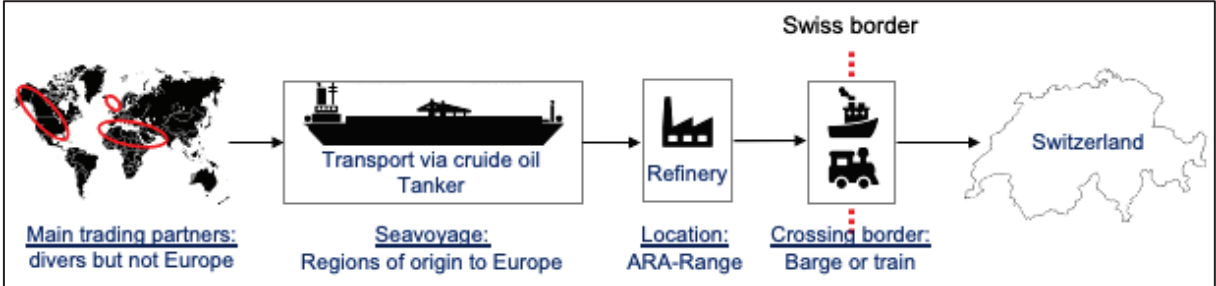 Swiss border
Transport via cruide oil
Tanker
Refinery
Switzerland
Main trading partners:
divers but not Europe
Seavoyage:
Regions of origin to Europe
Location:
ARA-Range
Crossing border:
Barge or train